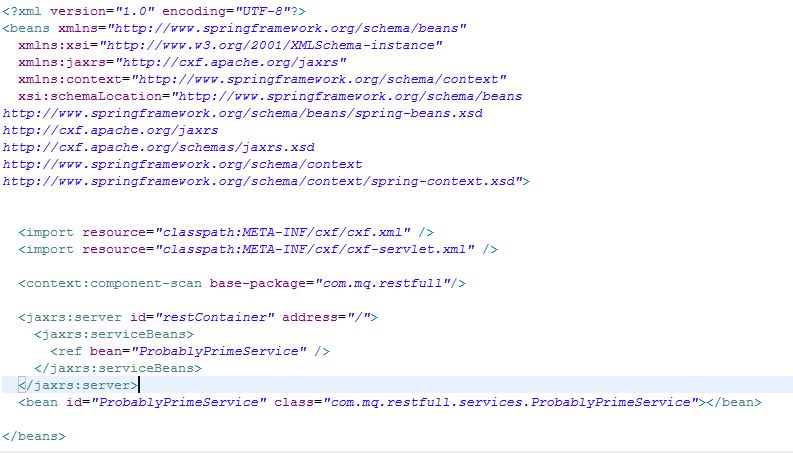 <?xml version="1.0" encoding="UTF-8"?>
<beans xmlns="http://www.springframework.org/schema/beans"
xmlns:xsi="http://www.w3.org/2001/XMLSchema-instance"
xmlns:jaxrs="http://cxf.apache.org/jaxrs"
xmlns:context="http://www.springframework.org/schema/context"
xsi:schemaLocation="http://www.springframework.org/schema/beans
http://www.springframework.org/schema/beans/spring-beans.xsd
http://cxf.apache.org/jaxrs
http://cxf.apache.org/schemas/jaxrs.xsd
http://www.springframework.org/schema/context
http://www.springframework.org/schema/context/spring-context.xsd">
<import resource="classpath:META-INF/cxf/cxf.xml" />
<import resource="classpath:META-INF/cxf/cxf-servlet.xml" />
<context:component-scan base-package="com.mq.restfull"/>
<jaxrs:server id="restContainer" address="/">
<jaxrs:serviceBeans>
<ref bean="ProbablyPrimeService" />
</jaxrs:serviceBeans>
</jaxrs:server>
<bean id="ProbablyPrimeService" class="com.mq.restfull.services.ProbablyPrimeService"></bean>
</beans>